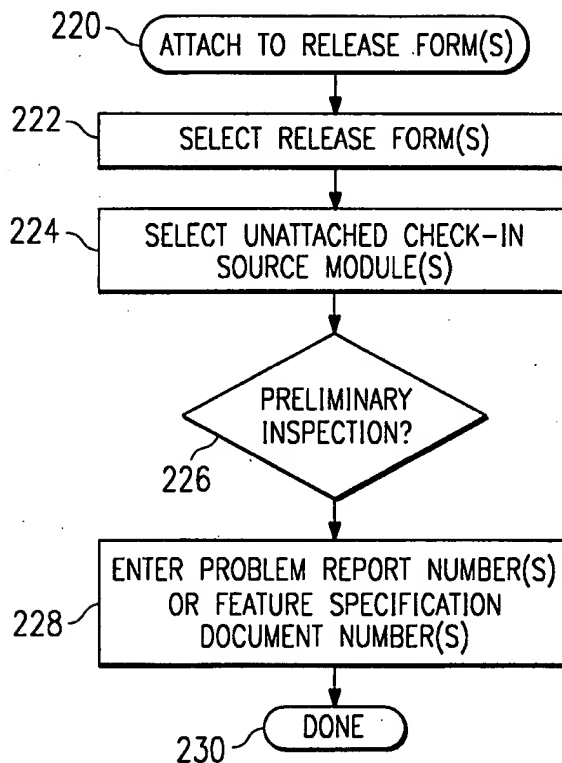 220
ATTACH TO RELEASE FORM(S)
222
SELECT RELEASE FORM(S)
224
SELECT UNATTACHED CHECK-IN
SOURCE MODULE(S)
PRELIMINARY
INSPECTION?
226
ENTER PROBLEM REPORT NUMBER(S)
OR FEATURE SPECIFICATION
DOCUMENT NUMBER(S)
228
DONE
230